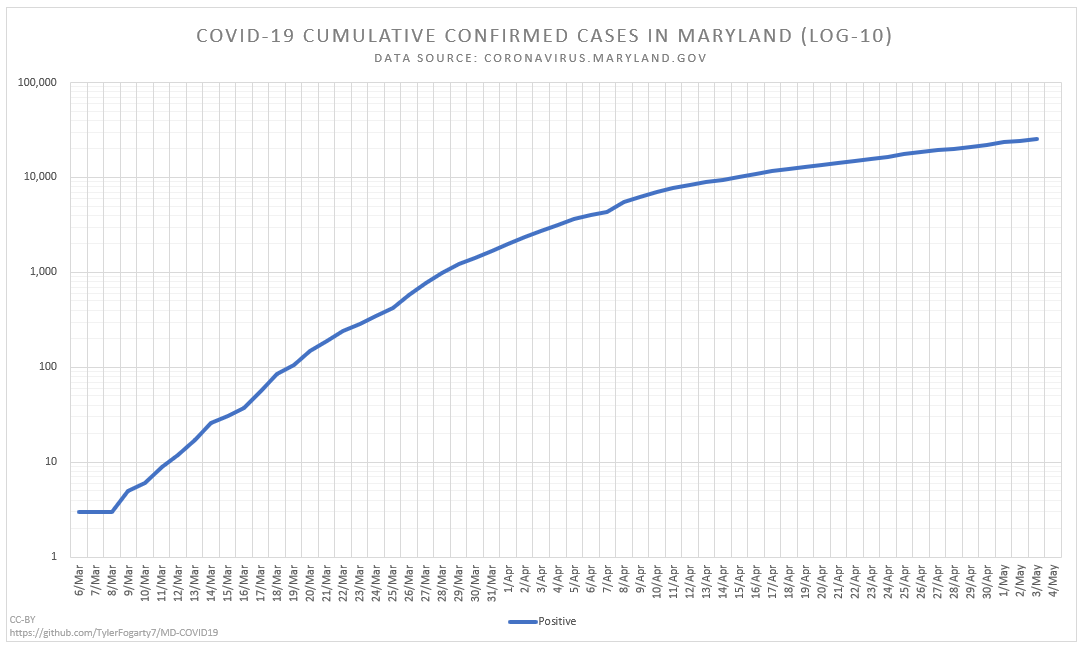 COVID-19 CUMULATIVE CONFIRMED CASES IN MARYLAND (LOG-10)
DATA SOURCE: CORONAVIRUS.MARYLAND.GOV
100,000
10,000
1,000
100
10
1
6/Mar
7/Mar
8/Mar
9/Mar
10/Mar
11/Mar
12/Mar
13/Mar
14/Mar
15/Mar
16/Mar
17/Mar
18/Mar
19/Mar
20/Mar
21/Mar
22/Mar
23/Mar
24/Mar
25/Mar
26/Mar
27/Mar
28/Mar
29/Mar
30/Mar
31/Mar
1/Apr
2/Apr
3/Apr
4/Apr
5/Apr
6/Apr
7/Apr
8/Apr
9/Apr
10/Apr
11/Apr
12/Apr
13/Apr
14/Apr
15/Apr
16/Apr
17/Apr
18/Apr
19/Apr
20/Apr
21/Apr
22/Apr
23/Apr
24/Apr
25/Apr
26/Apr
27/Apr
28/Apr
29/Apr
30/Apr
1/May
2/May
3/May
4/May
Positive
CC-BY
https://github.com/TylerFogarty7/MD-COVID19